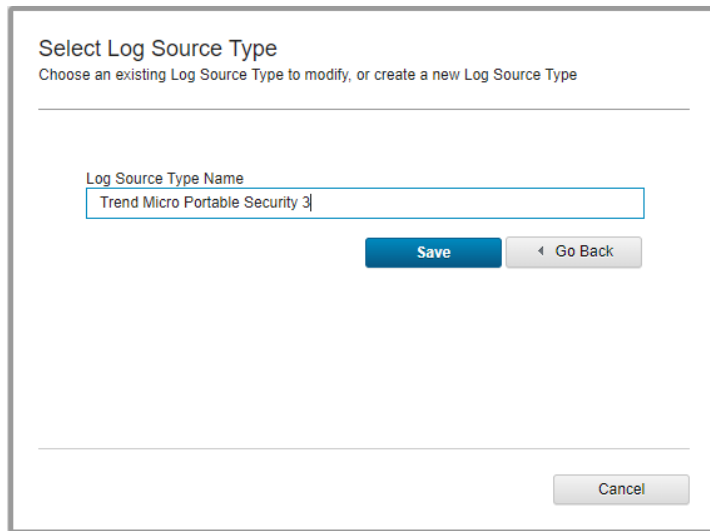 Select Log Source Type
Choose an existing Log Source Type to modify, or create a new Log Source Type
Log Source Type Name
Trend Micro Portable Security 3
Save
Go Back
Cancel